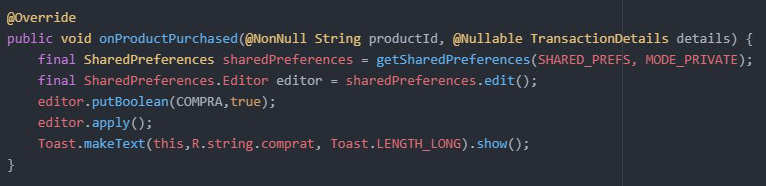 @Override
public void onProductPurchased(@NonNull String productId, @Nullable TransactionDetails details) {
    final SharedPreferences sharedPreferences = getSharedPreferences(SHARED_PREFS, MODE_PRIVATE);
    final SharedPreferences.Editor editor = sharedPreferences.edit();
    editor.putBoolean(COMPRA,true);
    editor.apply();
    Toast.makeText(this,R.string.comprat, Toast.LENGTH_LONG).show();
}